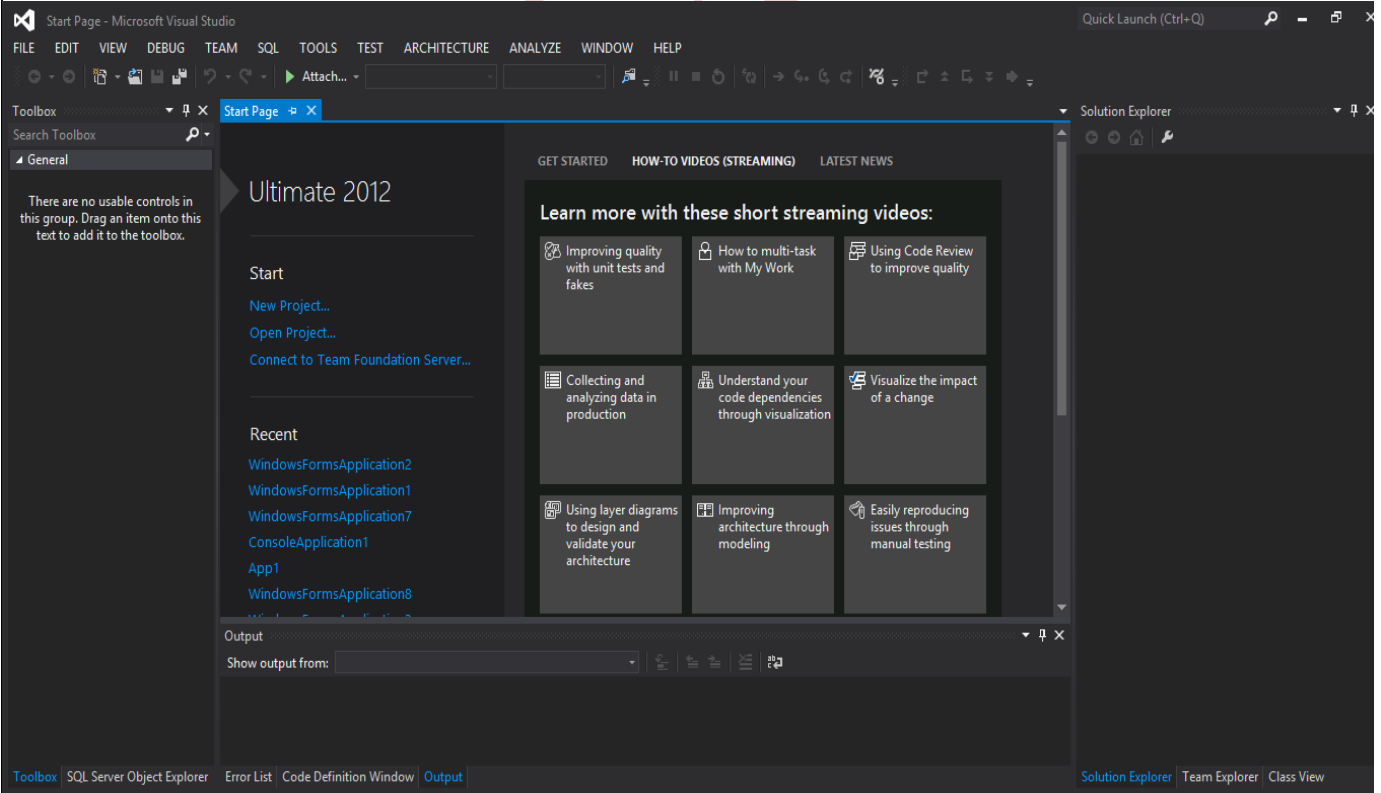 Start Page - Microsoft Visual Studio
Quick Launch (Ctrl+Q)
FILE EDIT VIEW DEBUG TEAM SQL TOOLS TEST ARCHITECTURE ANALYZE WINDOW HELP
Attach...
Toolbox
Search Toolbox
General
There are no usable controls in
this group. Drag an item onto this
text to add it to the toolbox.
Start Page
Ultimate 2012
Start
New Project...
Open Project...
Connect to Team Foundation Server...
Recent
WindowsFormsApplication2
WindowsFormsApplication1
WindowsFormsApplication7
ConsoleApplication1
App1
WindowsFormsApplication8
GET STARTED HOW-TO VIDEOS (STREAMING) LATEST NEWS
Learn more with these short streaming videos:
Improving quality
with unit tests and
fakes
How to multi-task
with My Work
Using Code Review
to improve quality
Collecting and
analyzing data in
production
Understand your
code dependencies
through visualization
Visualize the impact
of a change
Using layer diagrams
to design and
validate your
architecture
Improving
architecture through
modeling
Easily reproducing
issues through
manual testing
Solution Explorer
Output
Show output from:
Toolbox SQL Server Object Explorer
Error List Code Definition Window Output
Solution Explorer Team Explorer Class View